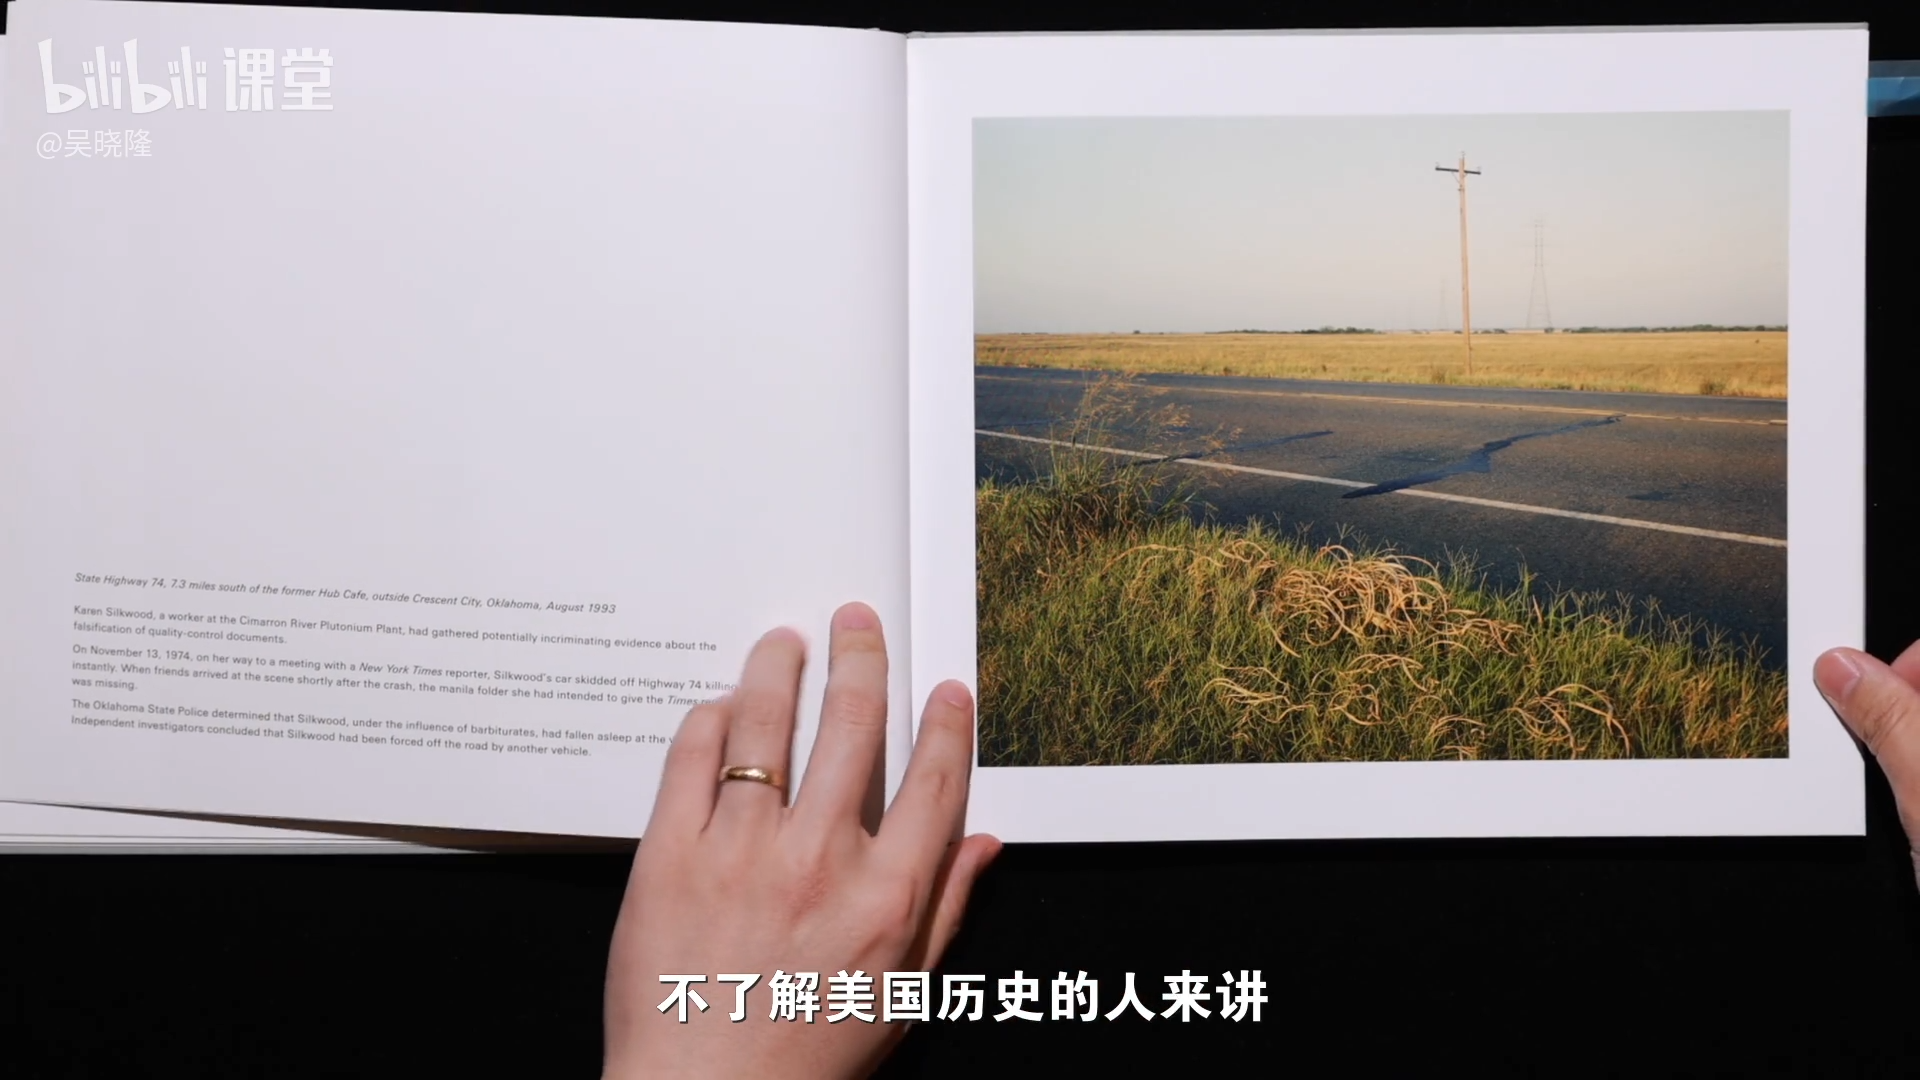 bilibili 课堂
@吴晓隆
State Highway 74, 7.3 miles south of the former Hub Cafe, outside Crescent City, Oklahoma, August 1993
Karen Silkwood, a worker at the Cimarron River Plutonium Plant, had gathered potentially incriminating evidence about the
falsification of quality-control documents.
On November 13, 1974, on her way to a meeting with a New York Times reporter, Silkwood's car skidded off Highway 74 killing
instantly. When friends arrived at the scene shortly after the crash, the manila folder she had intended to give the Times
was missing.
The Oklahoma State Police determined that Silkwood, under the influence of barbiturates, had fallen asleep at the
Independent investigators concluded that Silkwood had been forced off the road by another vehicle.
不了解美国历史的人来讲